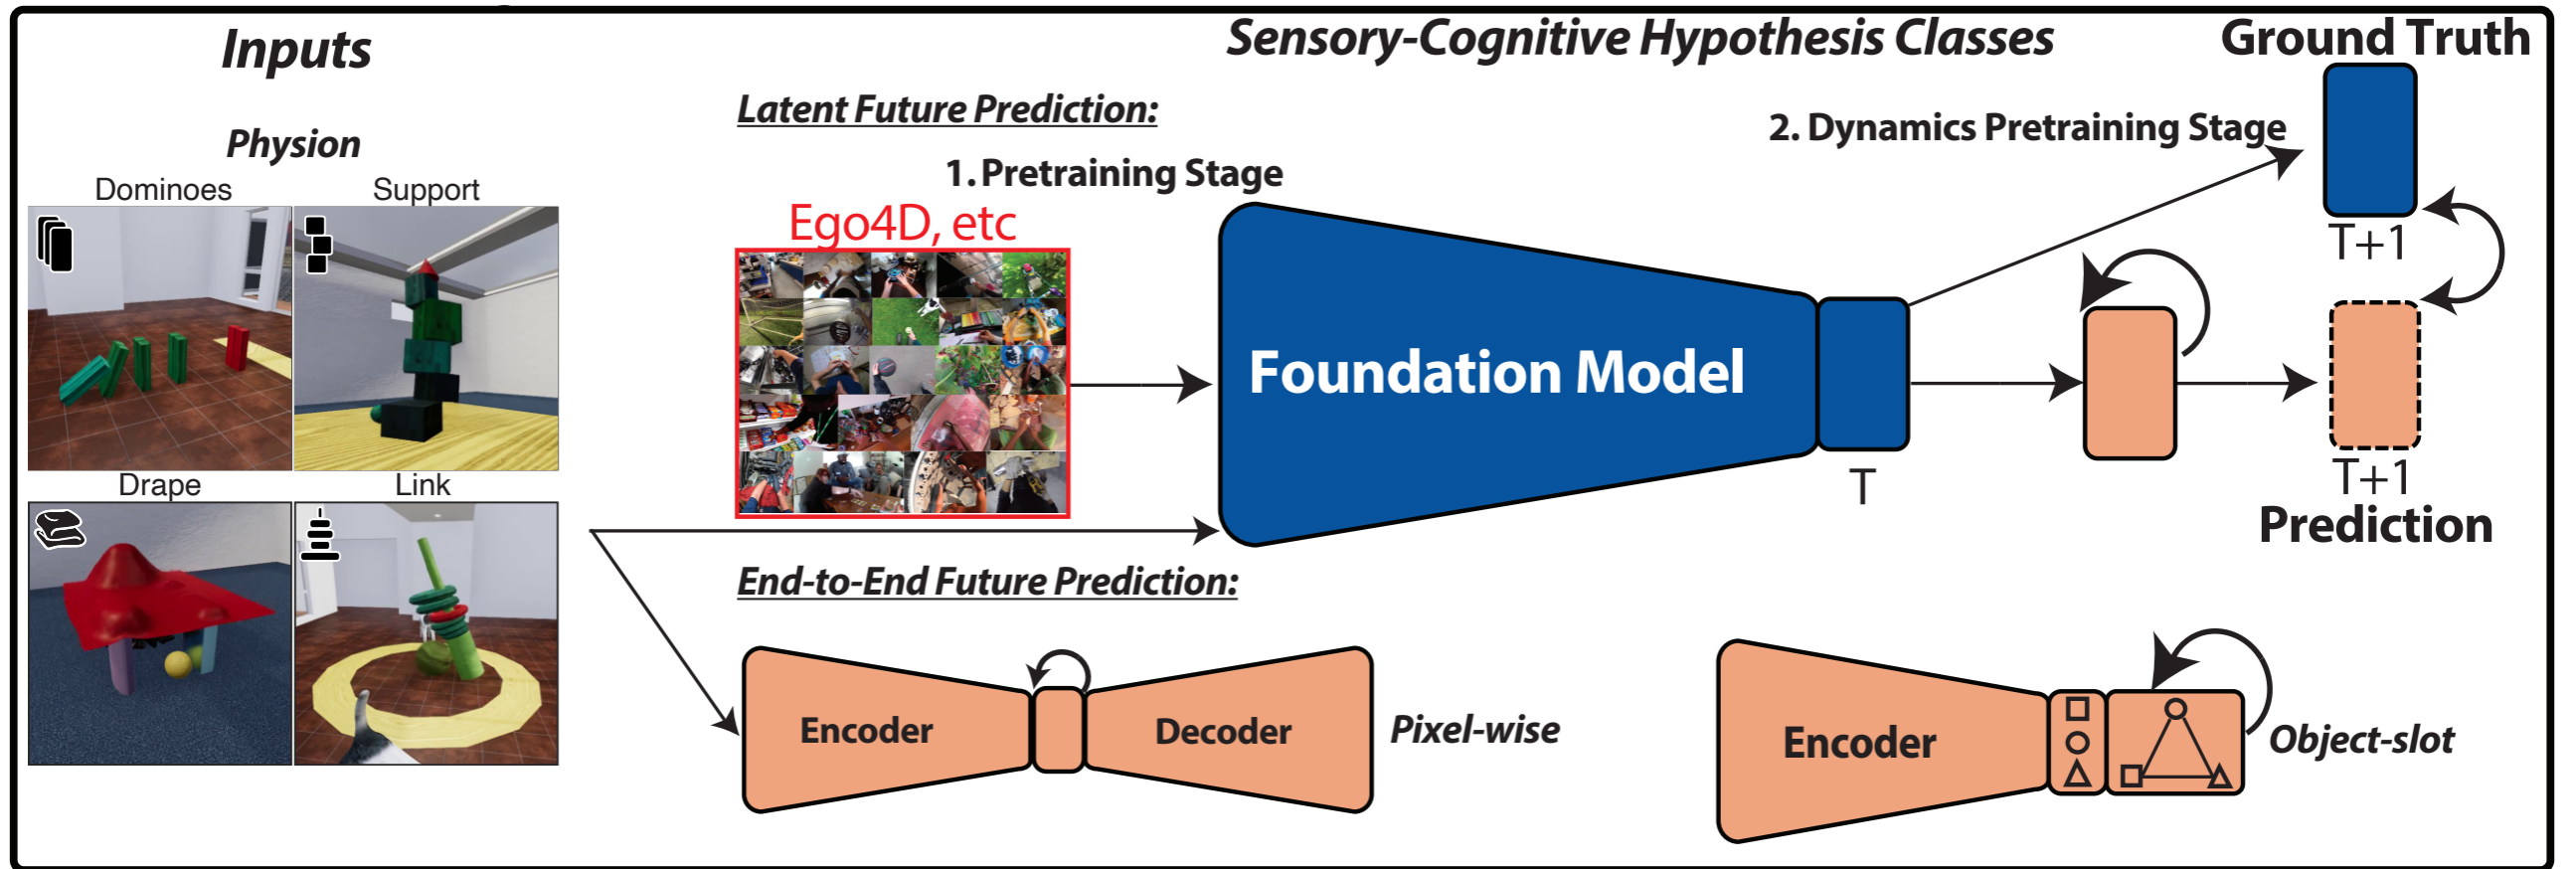 Inputs
Sensory-Cognitive Hypothesis Classes
Ground Truth
Physion
Dominoes
Support
Drape
Link
Latent Future Prediction:
1. Pretraining Stage
Ego4D, etc
Foundation Model
T
2. Dynamics Pretraining Stage
T+1
T+1
Prediction
End-to-End Future Prediction:
Encoder
Decoder
Pixel-wise
Encoder
Object-slot